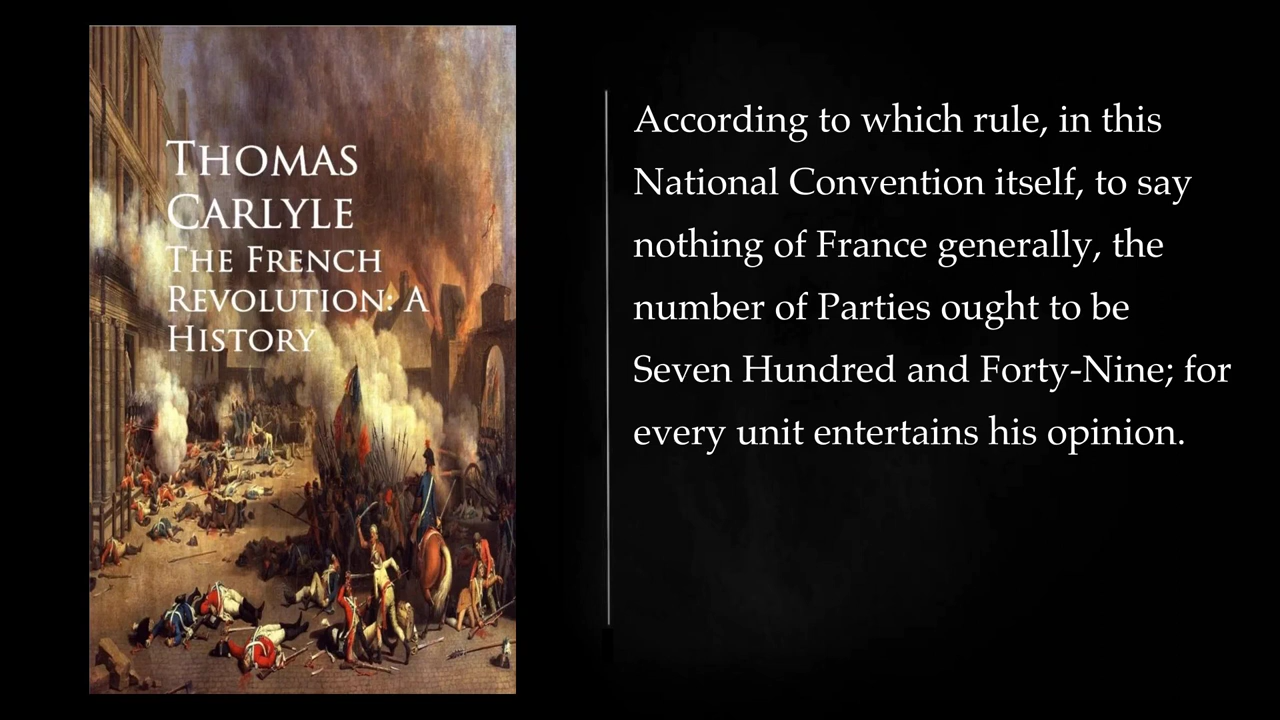 THOMAS
CARLYLE
THE FRENCH
REVOLUTION: A
HISTORY
According to which rule, in this
National Convention itself, to say
nothing of France generally, the
number of Parties ought to be
Seven Hundred and Forty-Nine; for
every unit entertains his opinion.